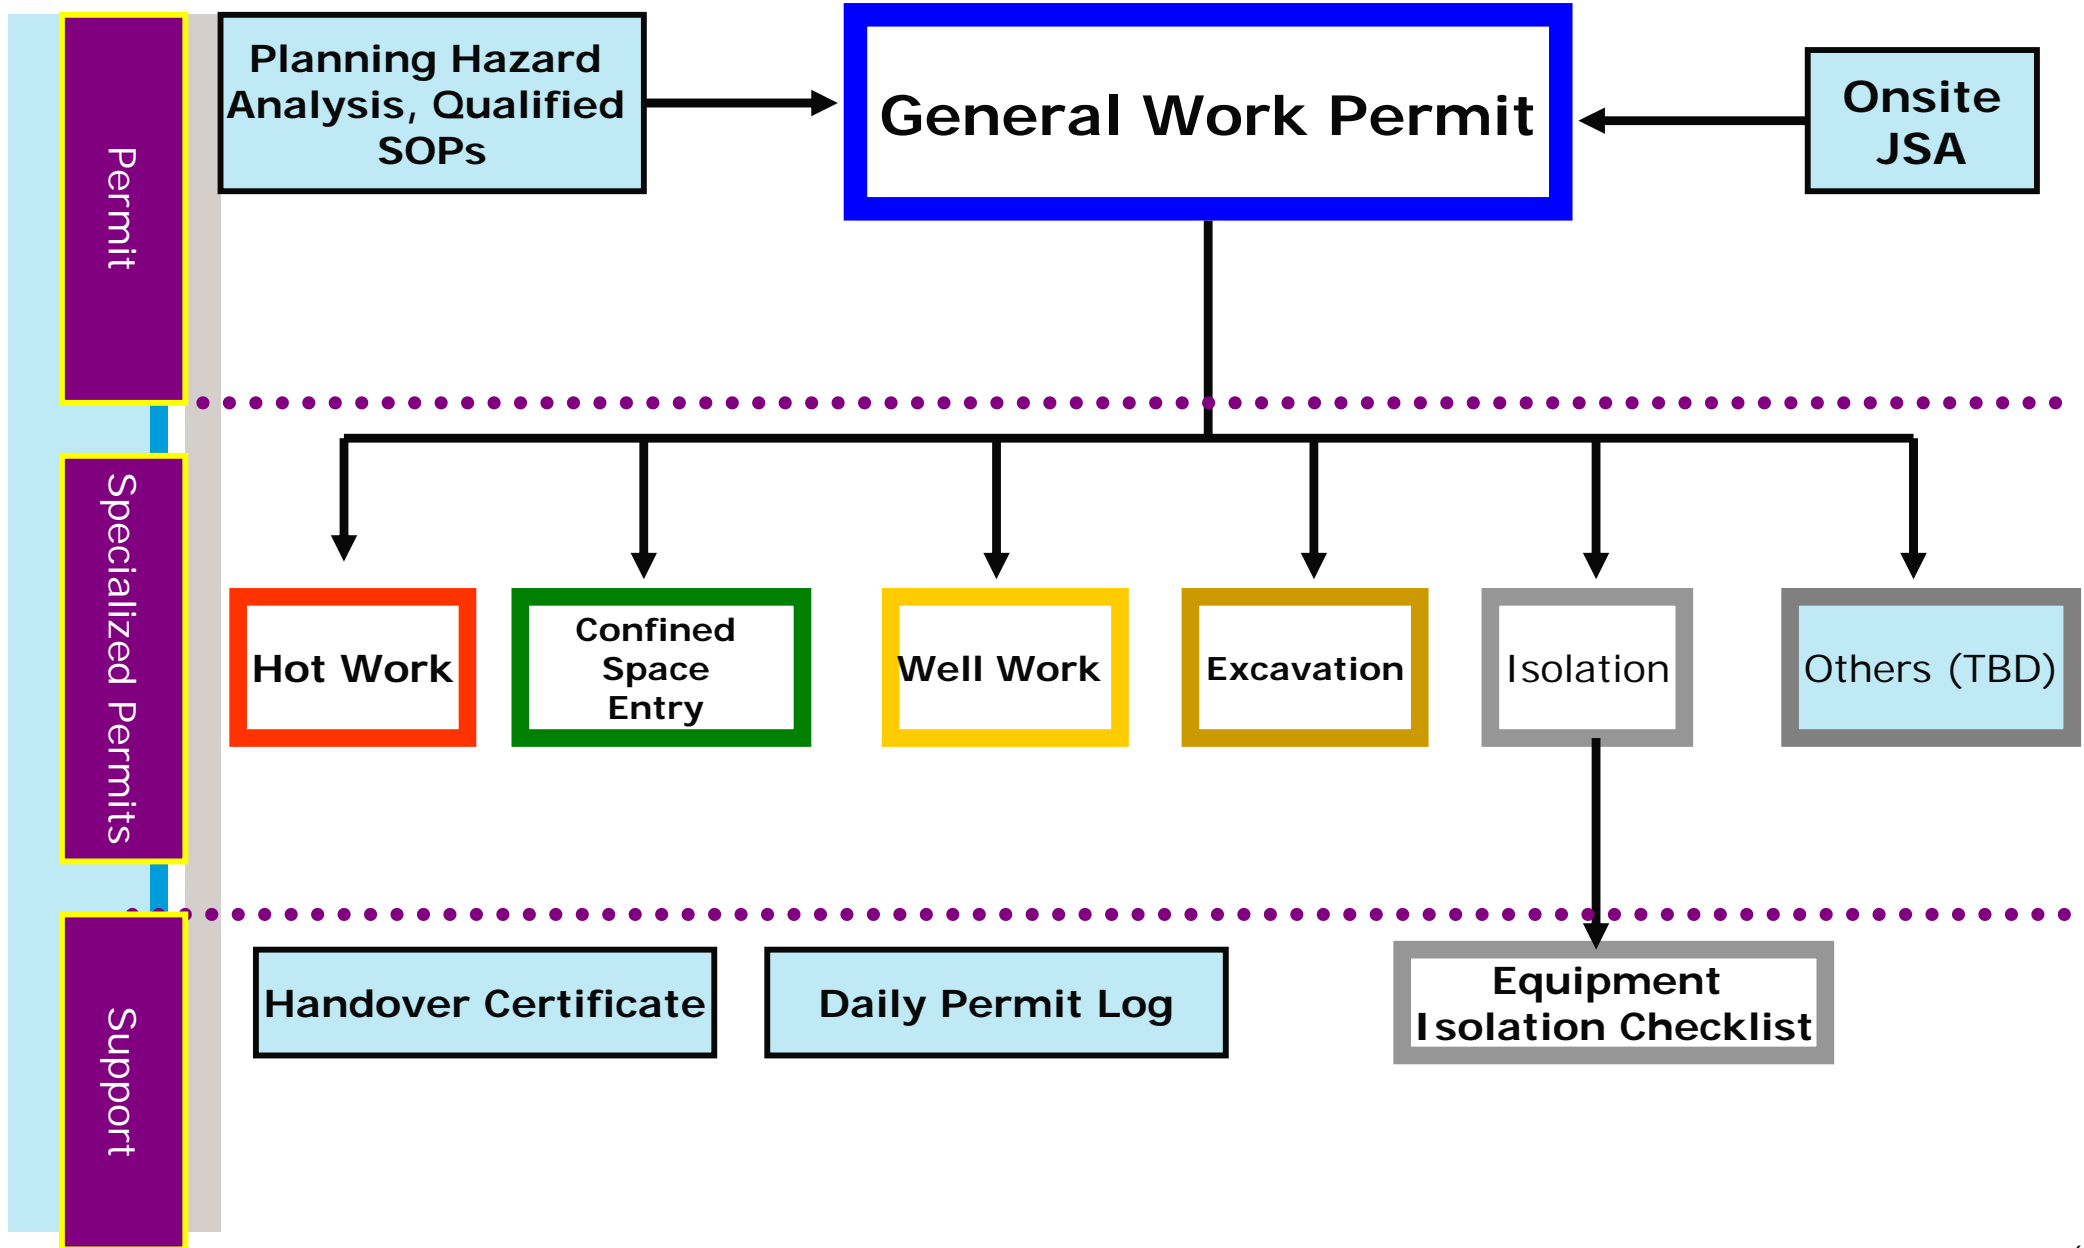 Permit
Planning Hazard
Analysis, Qualified
SOPs
General Work Permit
Onsite
JSA
Specialized Permits
Hot Work
Confined
Space
Entry
Well Work
Excavation
Isolation
Others (TBD)
Support
Handover Certificate
Daily Permit Log
Equipment
Isolation Checklist